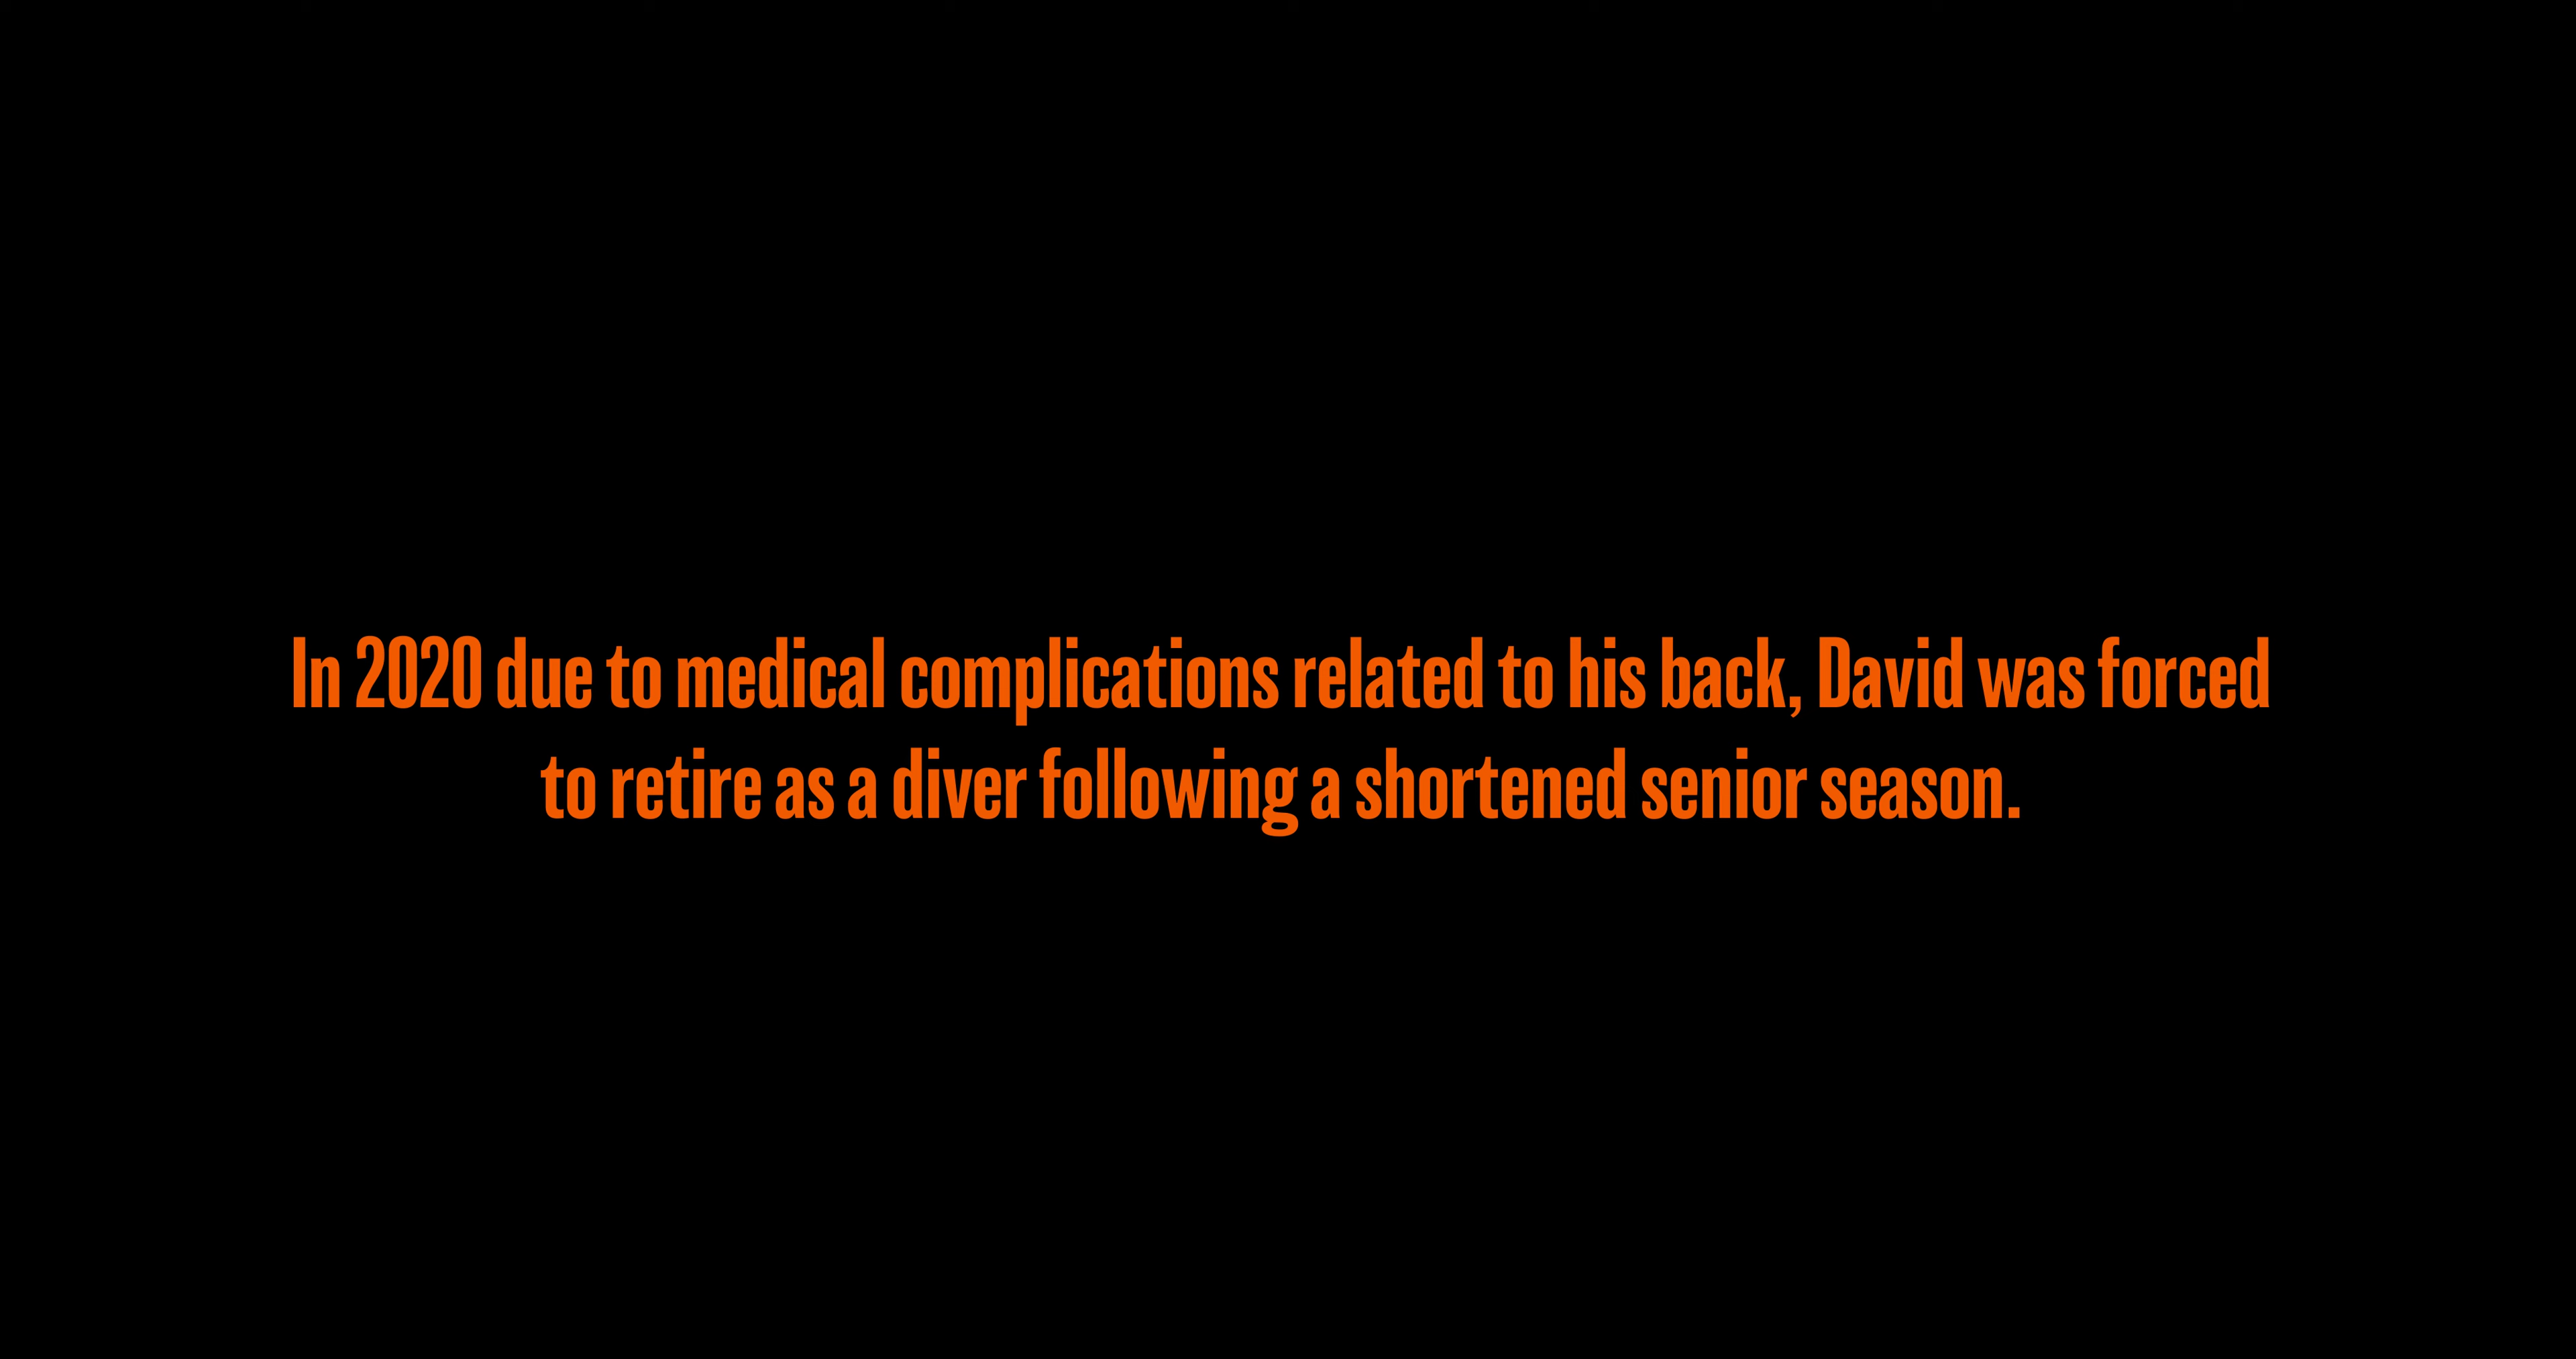 In 2020 due to medical complications related to his back, David was forced
to retire as a diver following a shortened senior season.